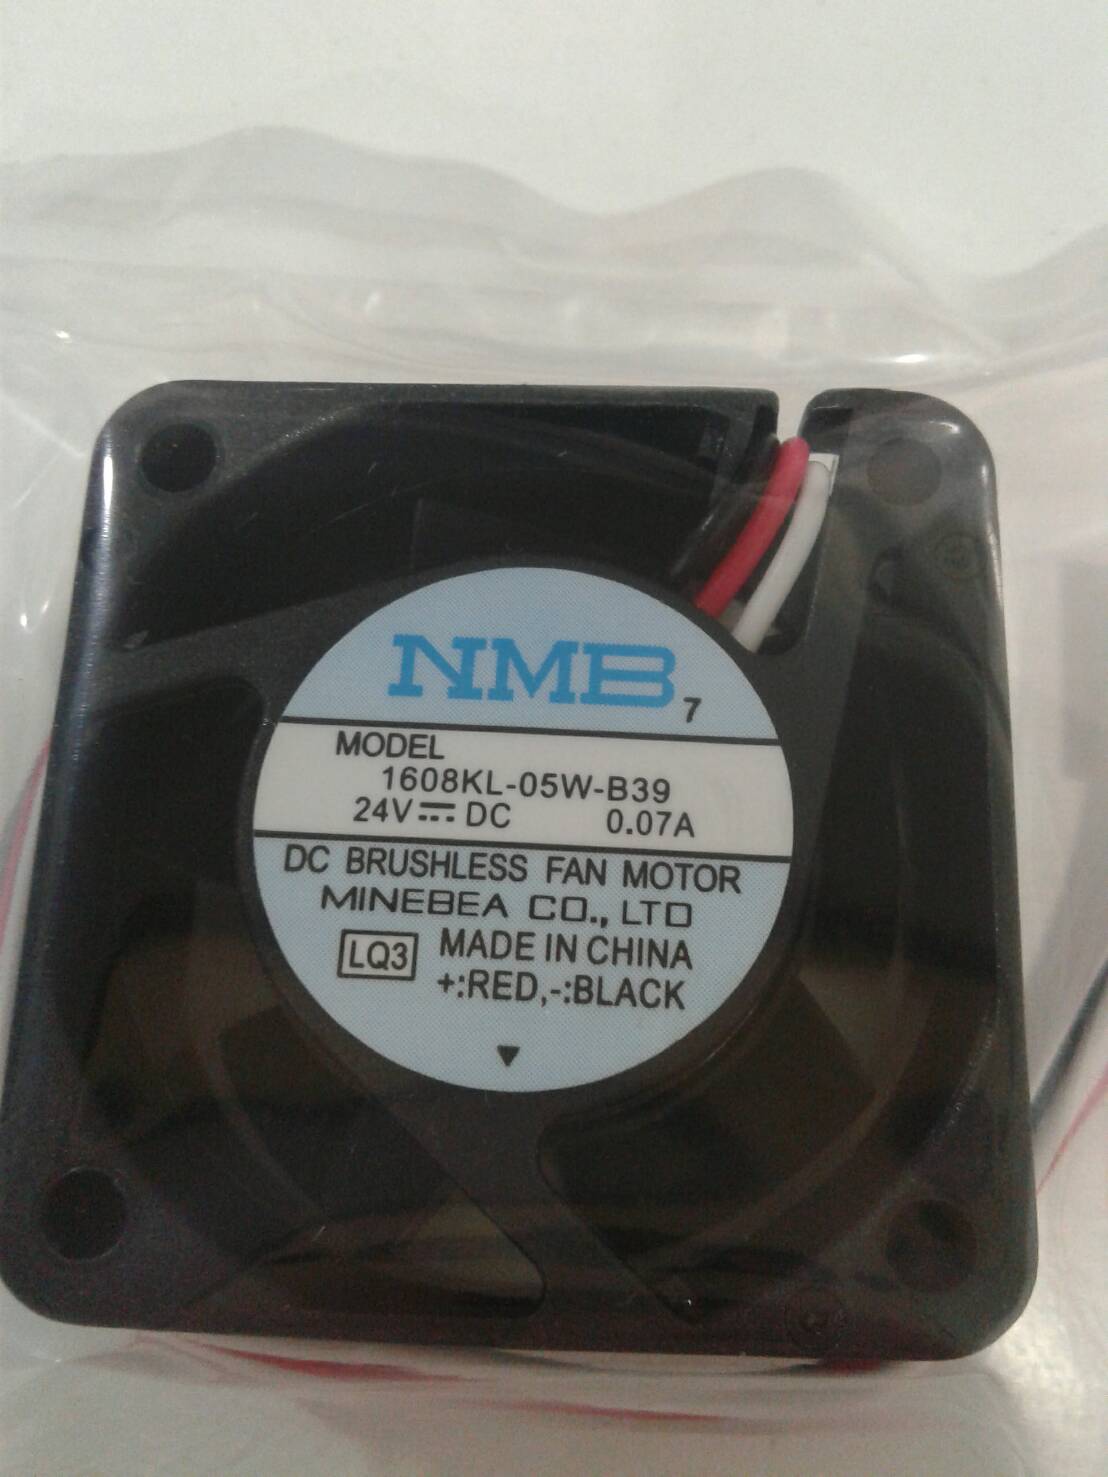 NMB 7
MODEL
1608KL-05W-B39
24V⎓DC 0.07A
DC BRUSHLESS FAN MOTOR
MINEBEA CO., LTD
LQ3 MADE IN CHINA
+:RED,-:BLACK